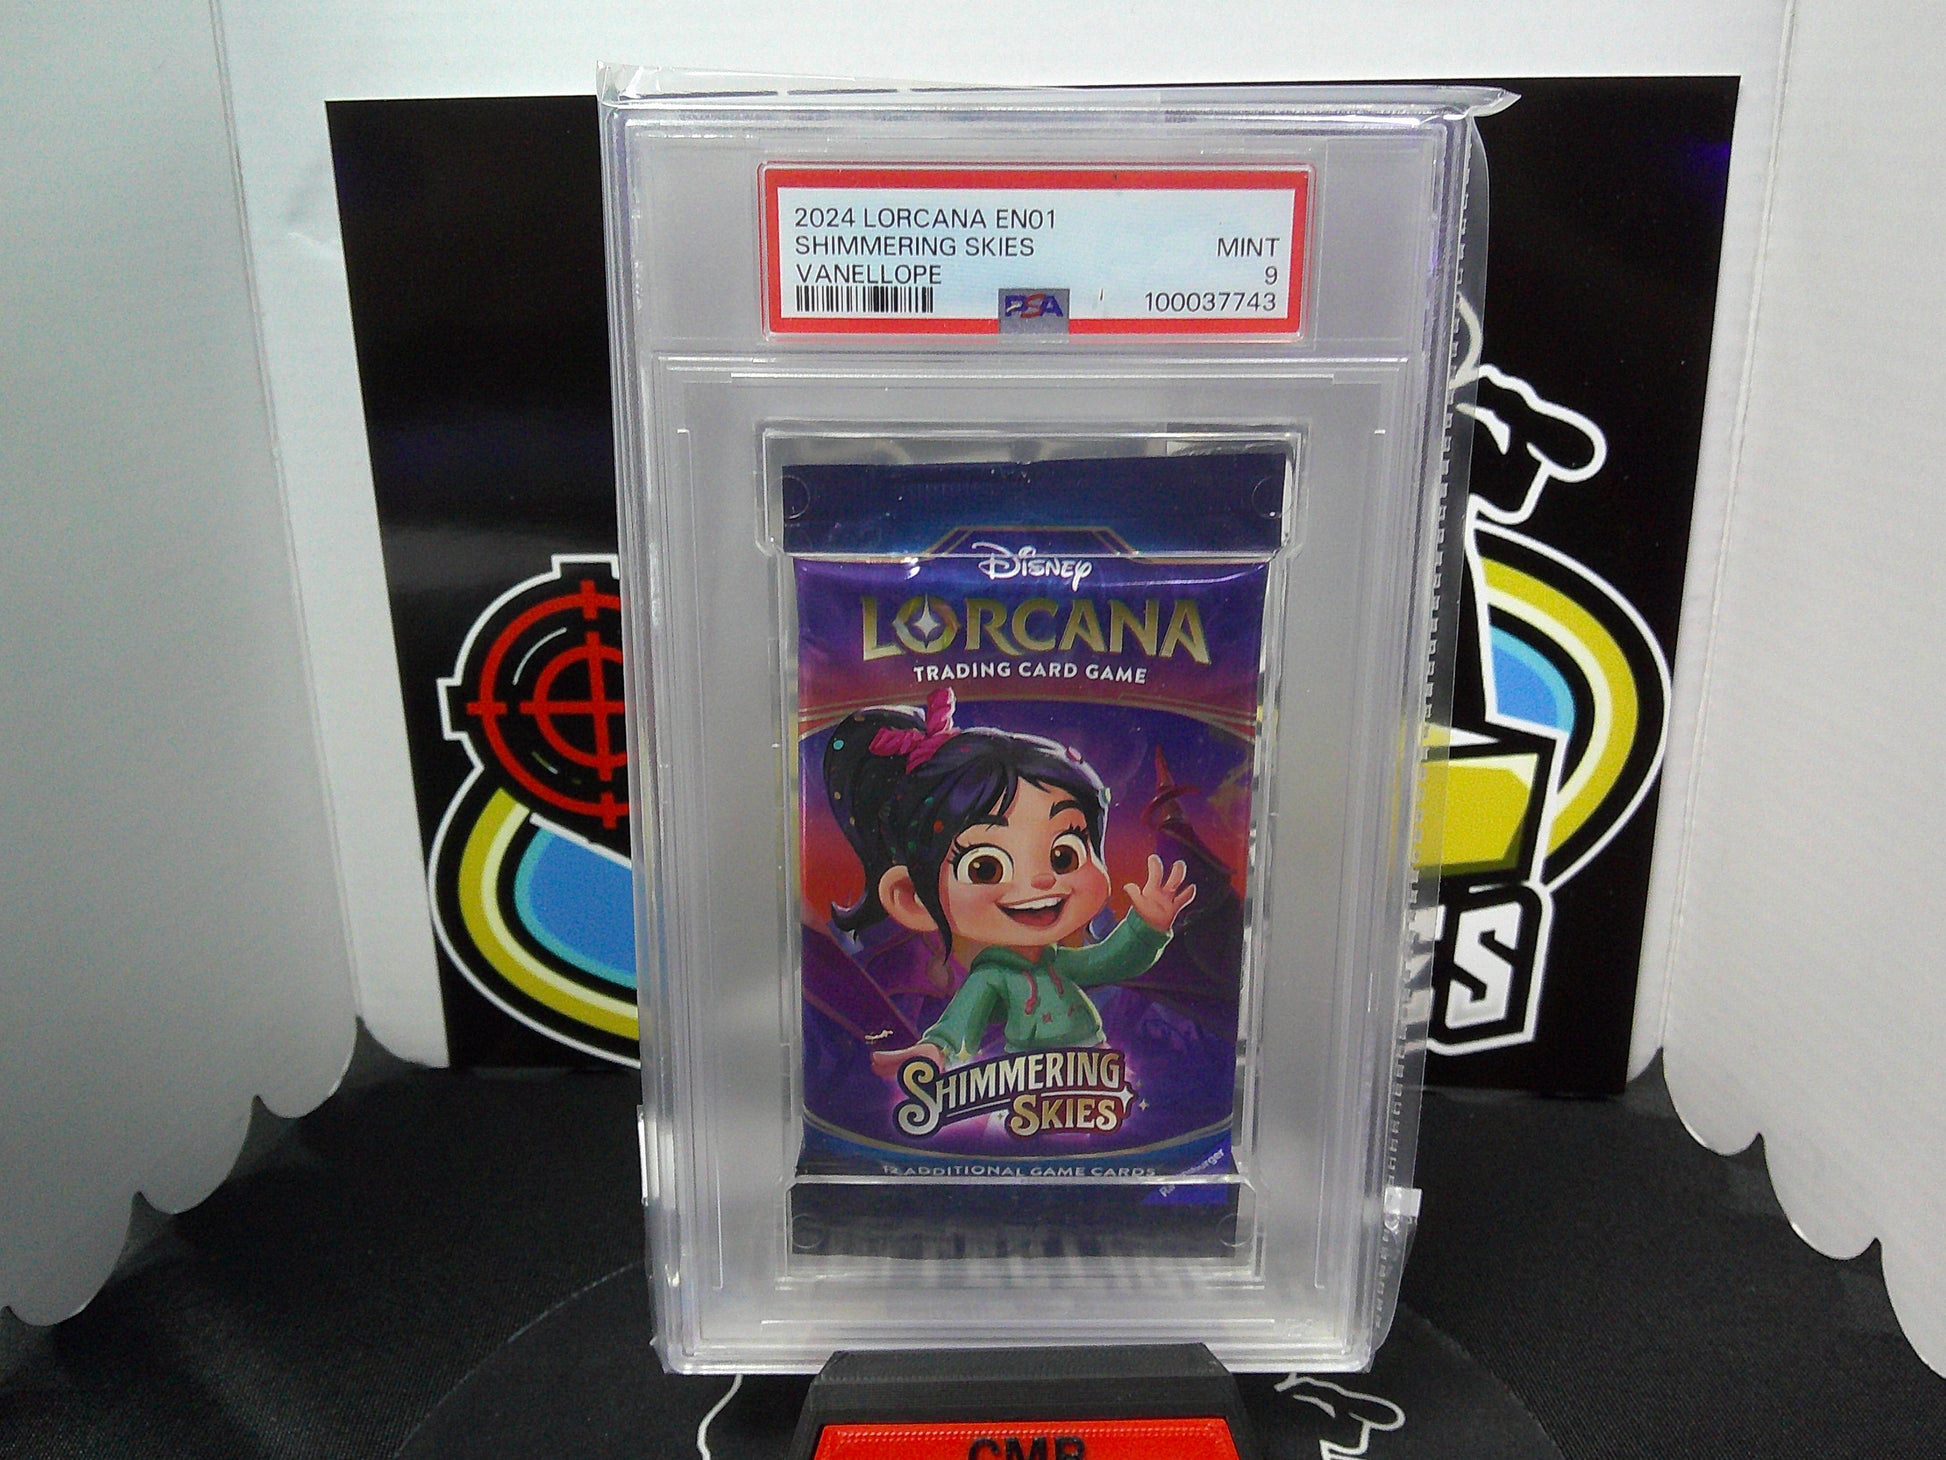 2024 LORCANA EN01
SHIMMERING SKIES
VANELLOPE
MINT
9
100037743
PSA
DISNEY
LORCANA
TRADING CARD GAME
SHIMMERING
SKIES
12 ADDITIONAL GAME CARDS
Ravensburger